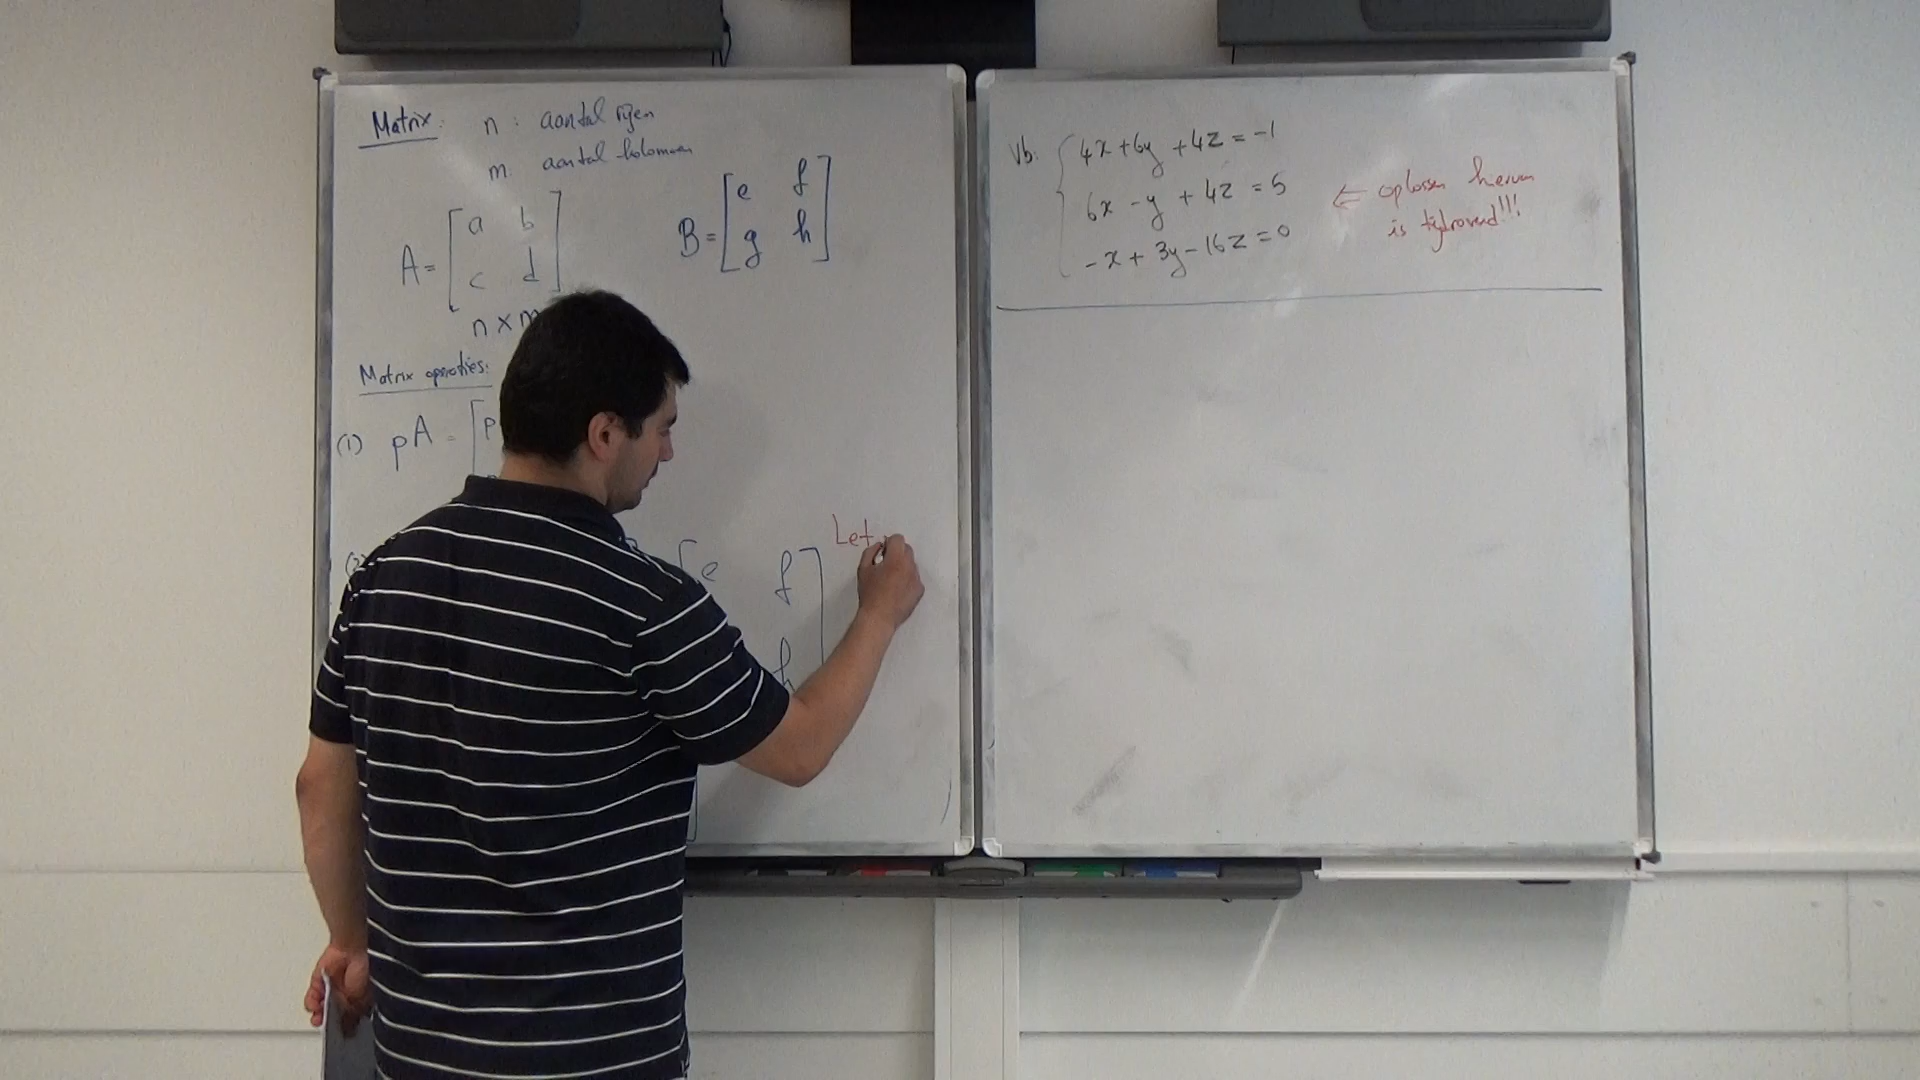 Matrix: n : aantal rijen
m: aantal kolommen
A = [ a b
c d ]
n x m
B = [ e f
g h ]
Matrix operaties:
(1) pA = [ p
(2)
[ e f
h ]
Let
Vb: { 4x + 6y + 4z = -1
6x - y + 4z = 5
-x + 3y - 16z = 0
← oplossen hiervan
is tijdrovend!!!